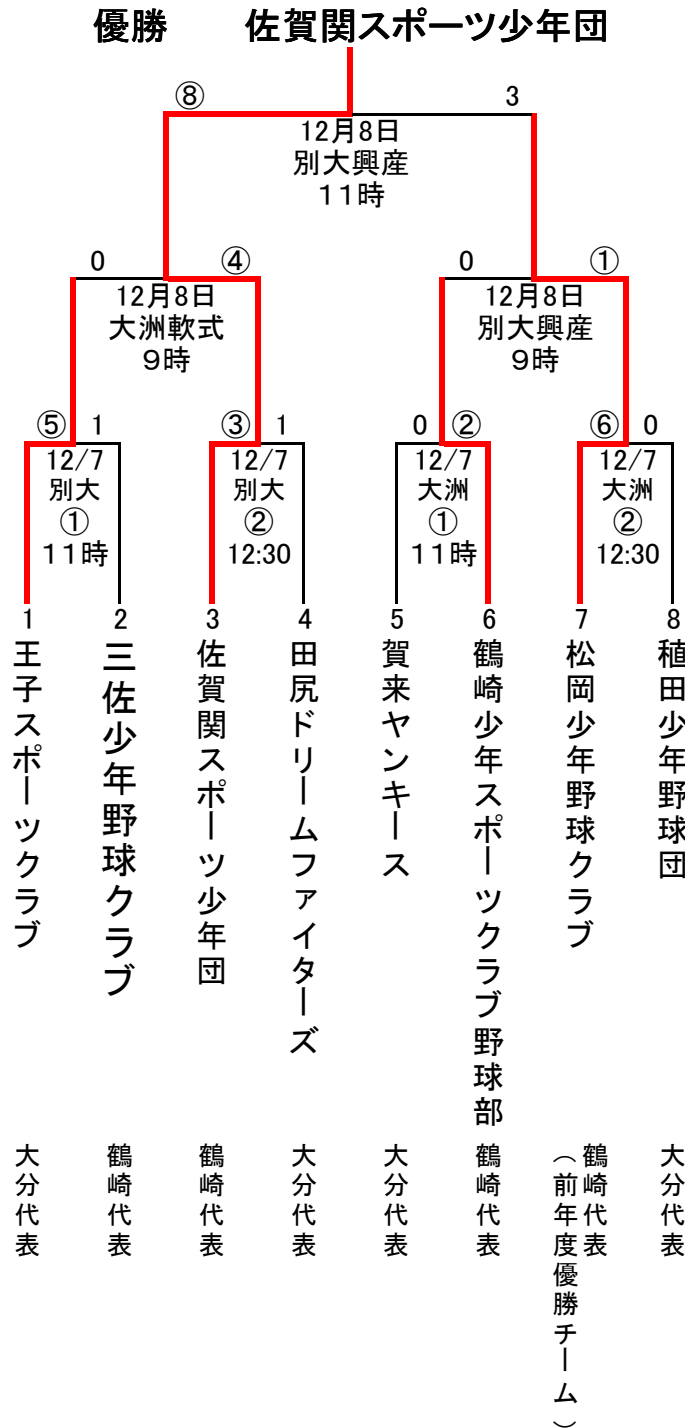 優勝　佐賀関スポーツ少年団
⑧ 3
12月8日
別大興産
11時
0 ④ 0 ①
12月8日 12月8日
大洲軟式 別大興産
9時 9時
⑤ 1 ③ 1 0 ② ⑥ 0
12/7 12/7 12/7 12/7
別大 別大 大洲 大洲
① ② ① ②
11時 12:30 11時 12:30
1 2 3 4 5 6 7 8
王子スポーツクラブ
三佐少年野球クラブ
佐賀関スポーツ少年団
田尻ドリームファイターズ
賀来ヤンキース
鶴崎少年スポーツクラブ野球部
松岡少年野球クラブ
稙田少年野球団
大分代表
鶴崎代表
鶴崎代表
大分代表
大分代表
鶴崎代表
鶴崎代表
（前年度優勝チーム）
大分代表